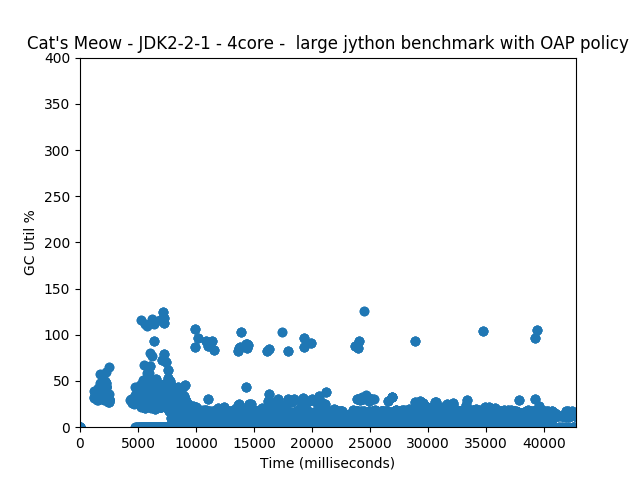 Cat's Meow - JDK2-2-1 - 4core -  large jython benchmark with OAP policy
400
350
300
250
200
150
100
50
0
GC Util %
0 5000 10000 15000 20000 25000 30000 35000 40000
Time (milliseconds)